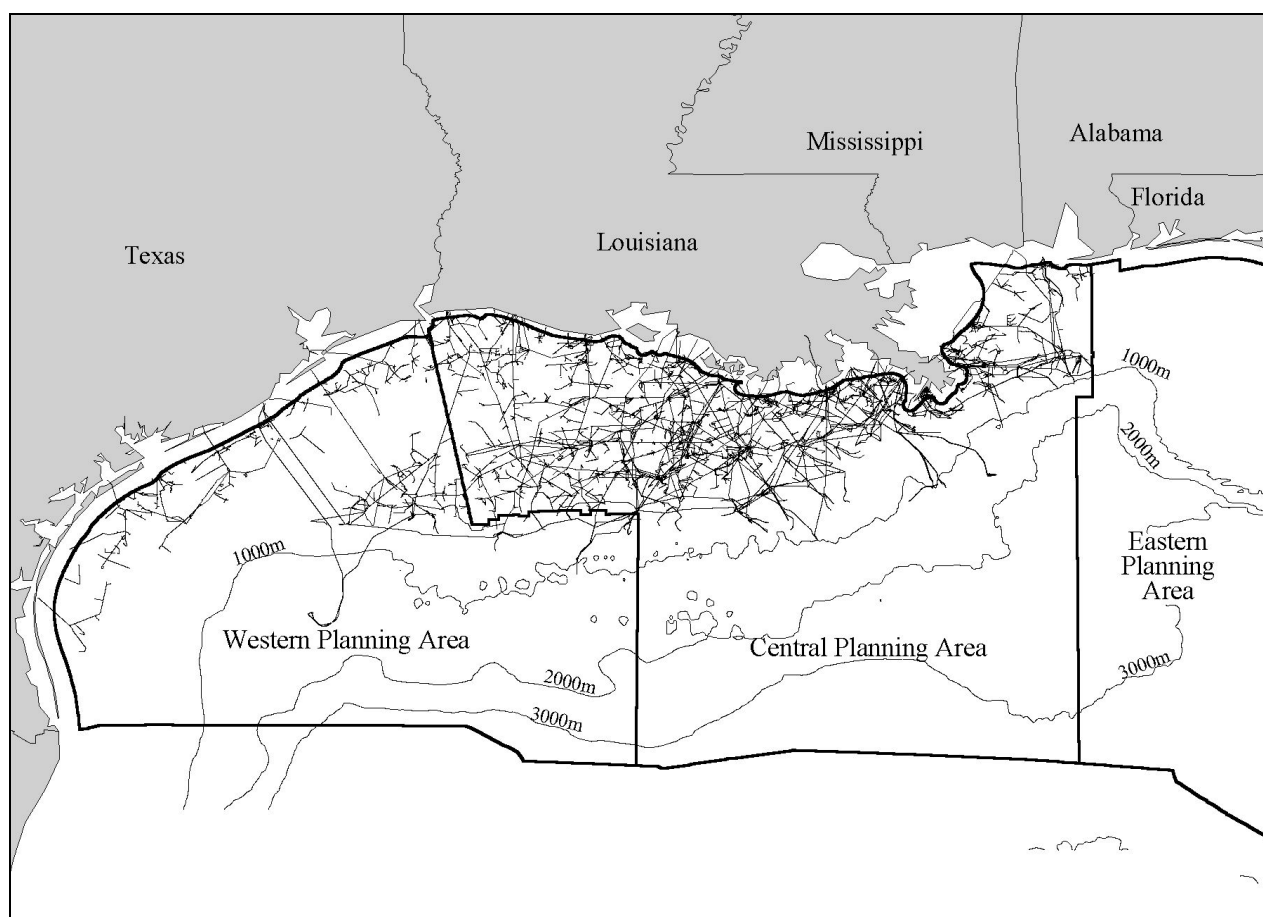 Mississippi
Alabama
Florida
Texas
Louisiana
1000m
2000m
1000m
Eastern
Planning
Area
Western Planning Area
Central Planning Area
2000m
3000m
3000m